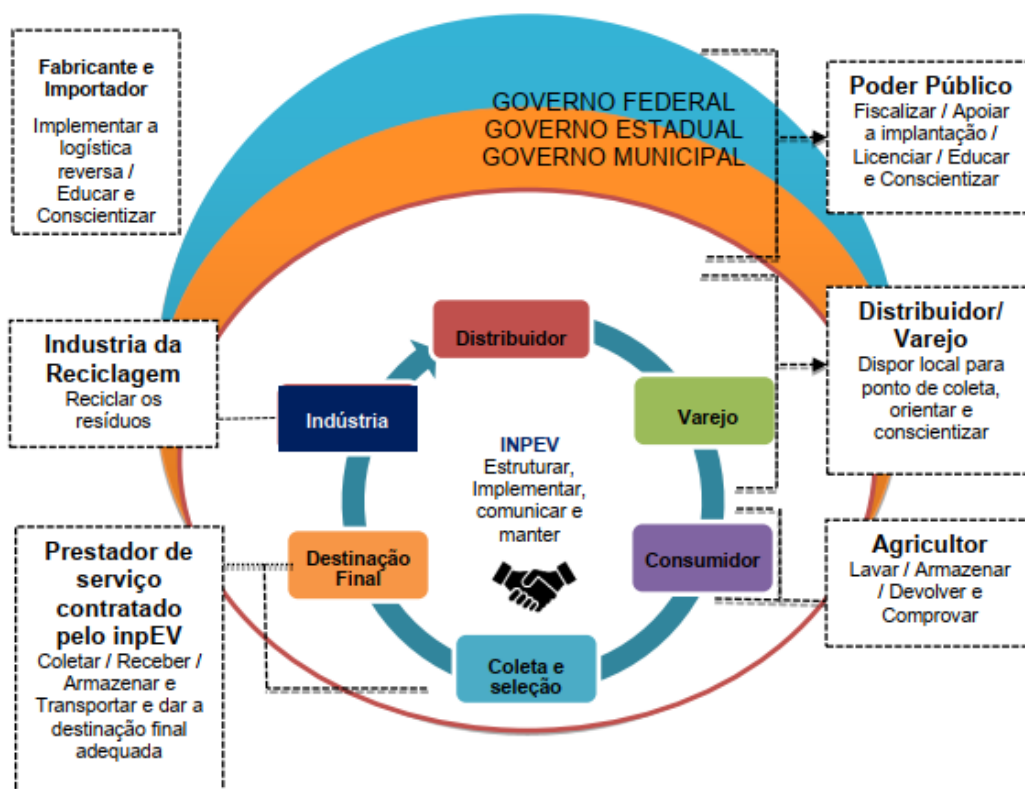 Fabricante e
Importador
Implementar a
logística
reversa /
Educar e
Conscientizar
GOVERNO FEDERAL
GOVERNO ESTADUAL
GOVERNO MUNICIPAL
Poder Público
Fiscalizar / Apoiar
a implantação /
Licenciar / Educar
e Conscientizar
Industria da
Reciclagem
Reciclar os
resíduos
Distribuidor
Indústria
Varejo
Distribuidor/
Varejo
Dispor local para
ponto de coleta,
orientar e
conscientizar
INPEV
Estruturar,
Implementar,
comunicar e
manter
Prestador de
serviço
contratado
pelo inpEV
Coletar / Receber /
Armazenar e
Transportar e dar a
destinação final
adequada
Destinação
Final
Consumidor
Agricultor
Lavar / Armazenar
/ Devolver e
Comprovar
Coleta e
seleção